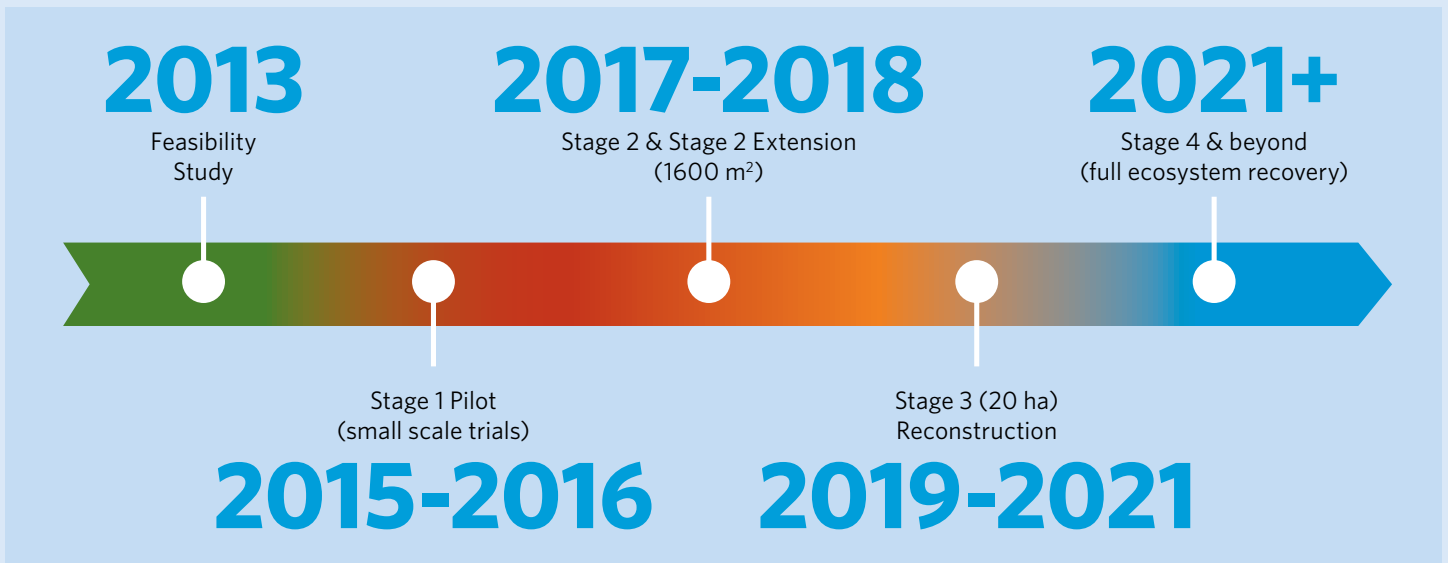 2013
Feasibility
Study
2015-2016
Stage 1 Pilot
(small scale trials)
2017-2018
Stage 2 & Stage 2 Extension
(1600 m²)
2019-2021
Stage 3 (20 ha)
Reconstruction
2021+
Stage 4 & beyond
(full ecosystem recovery)